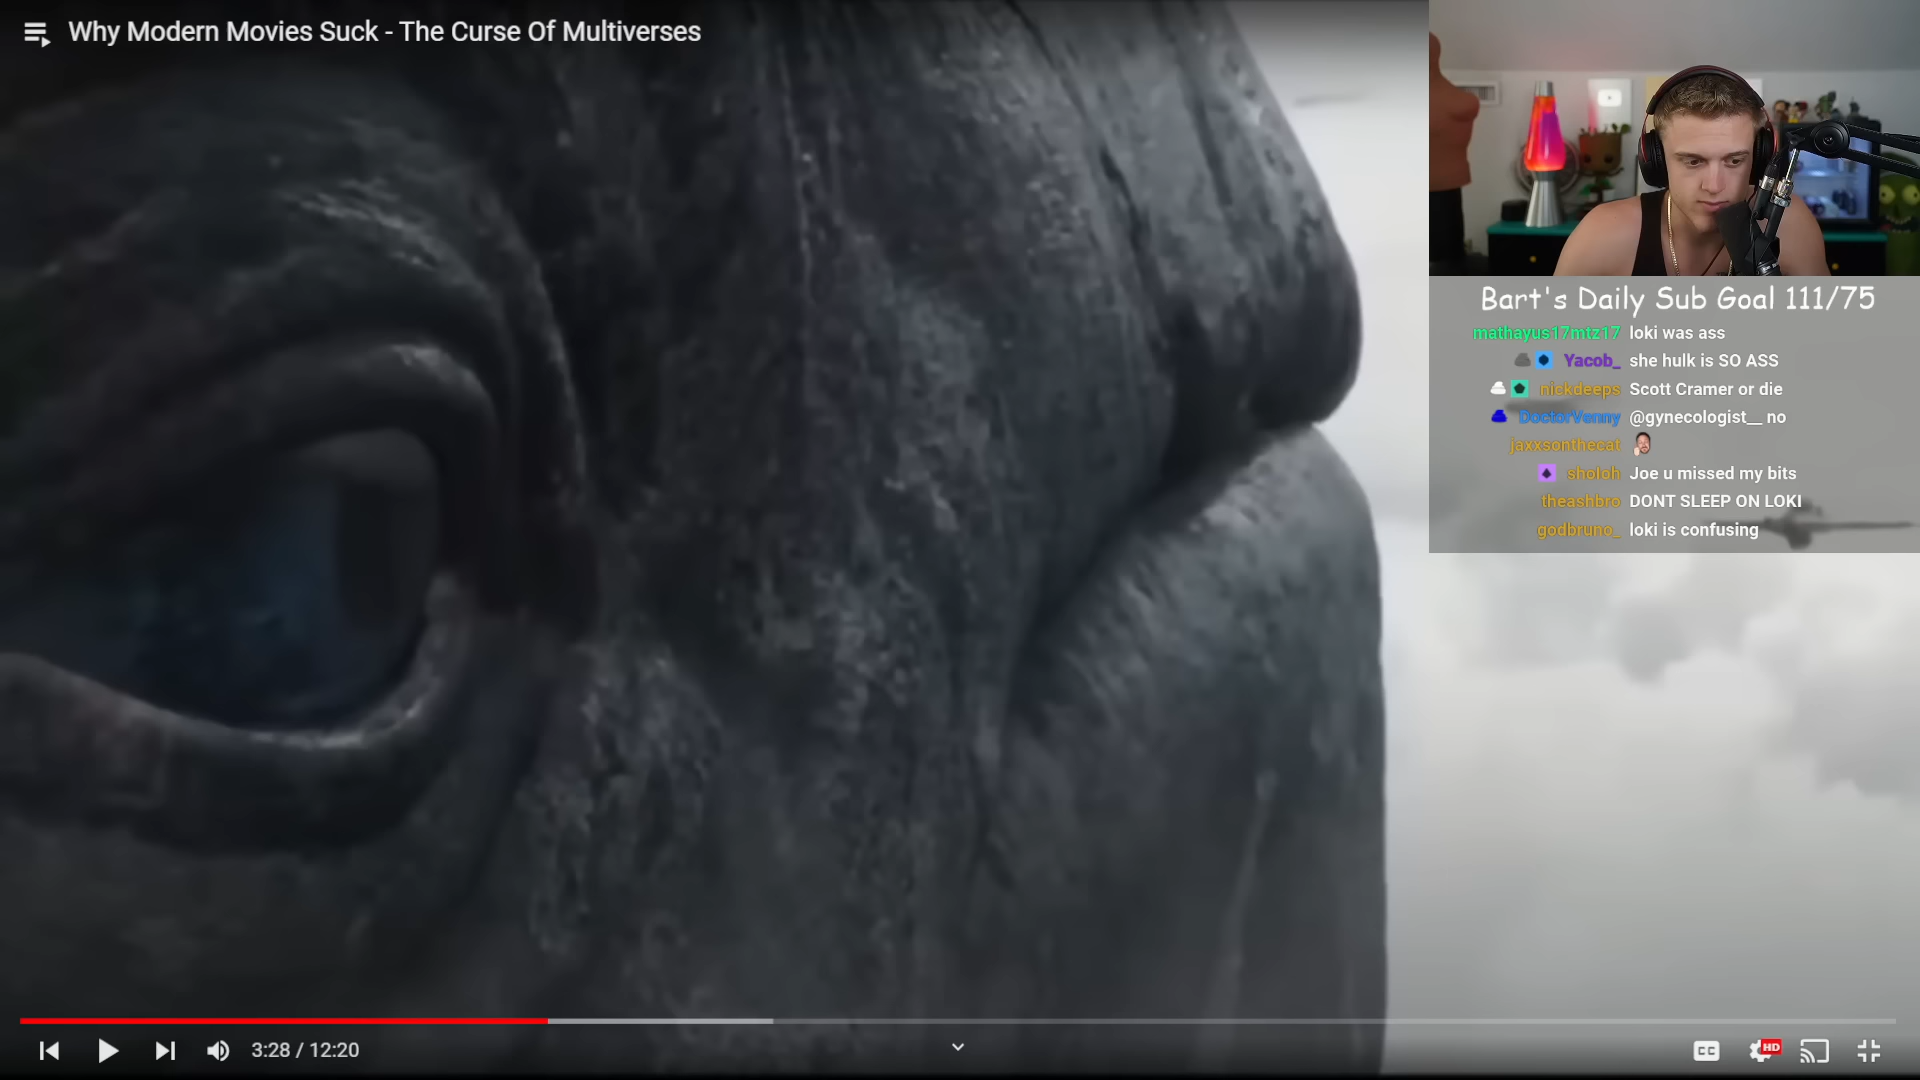 Why Modern Movies Suck - The Curse Of Multiverses
Bart's Daily Sub Goal 111/75
mathayus17mtz17 loki was ass
Yacob_ she hulk is SO ASS
nickdeeps Scott Cramer or die
DoctorVenny @gynecologist__ no
jaxxsonthecat
sholoh Joe u missed my bits
theashbro DONT SLEEP ON LOKI
godbruno_ loki is confusing
3:28 / 12:20
CC
HD